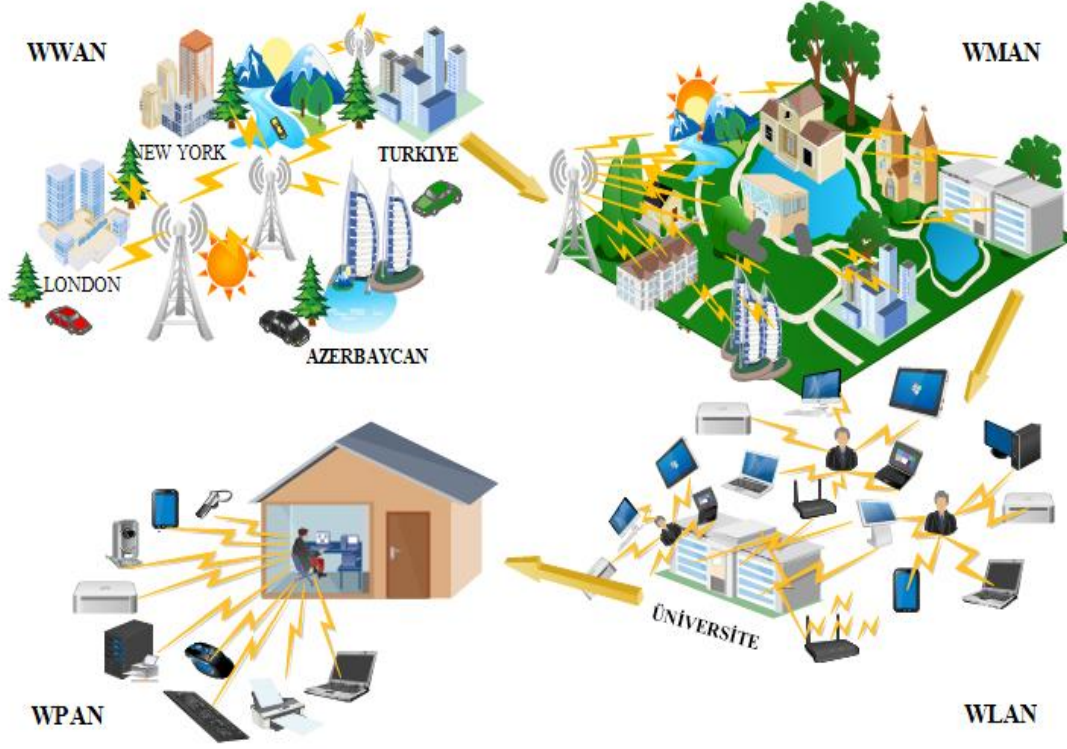 WWAN
WMAN
NEW YORK
TURKIYE
LONDON
AZERBAYCAN
ÜNİVERSİTE
WPAN
WLAN